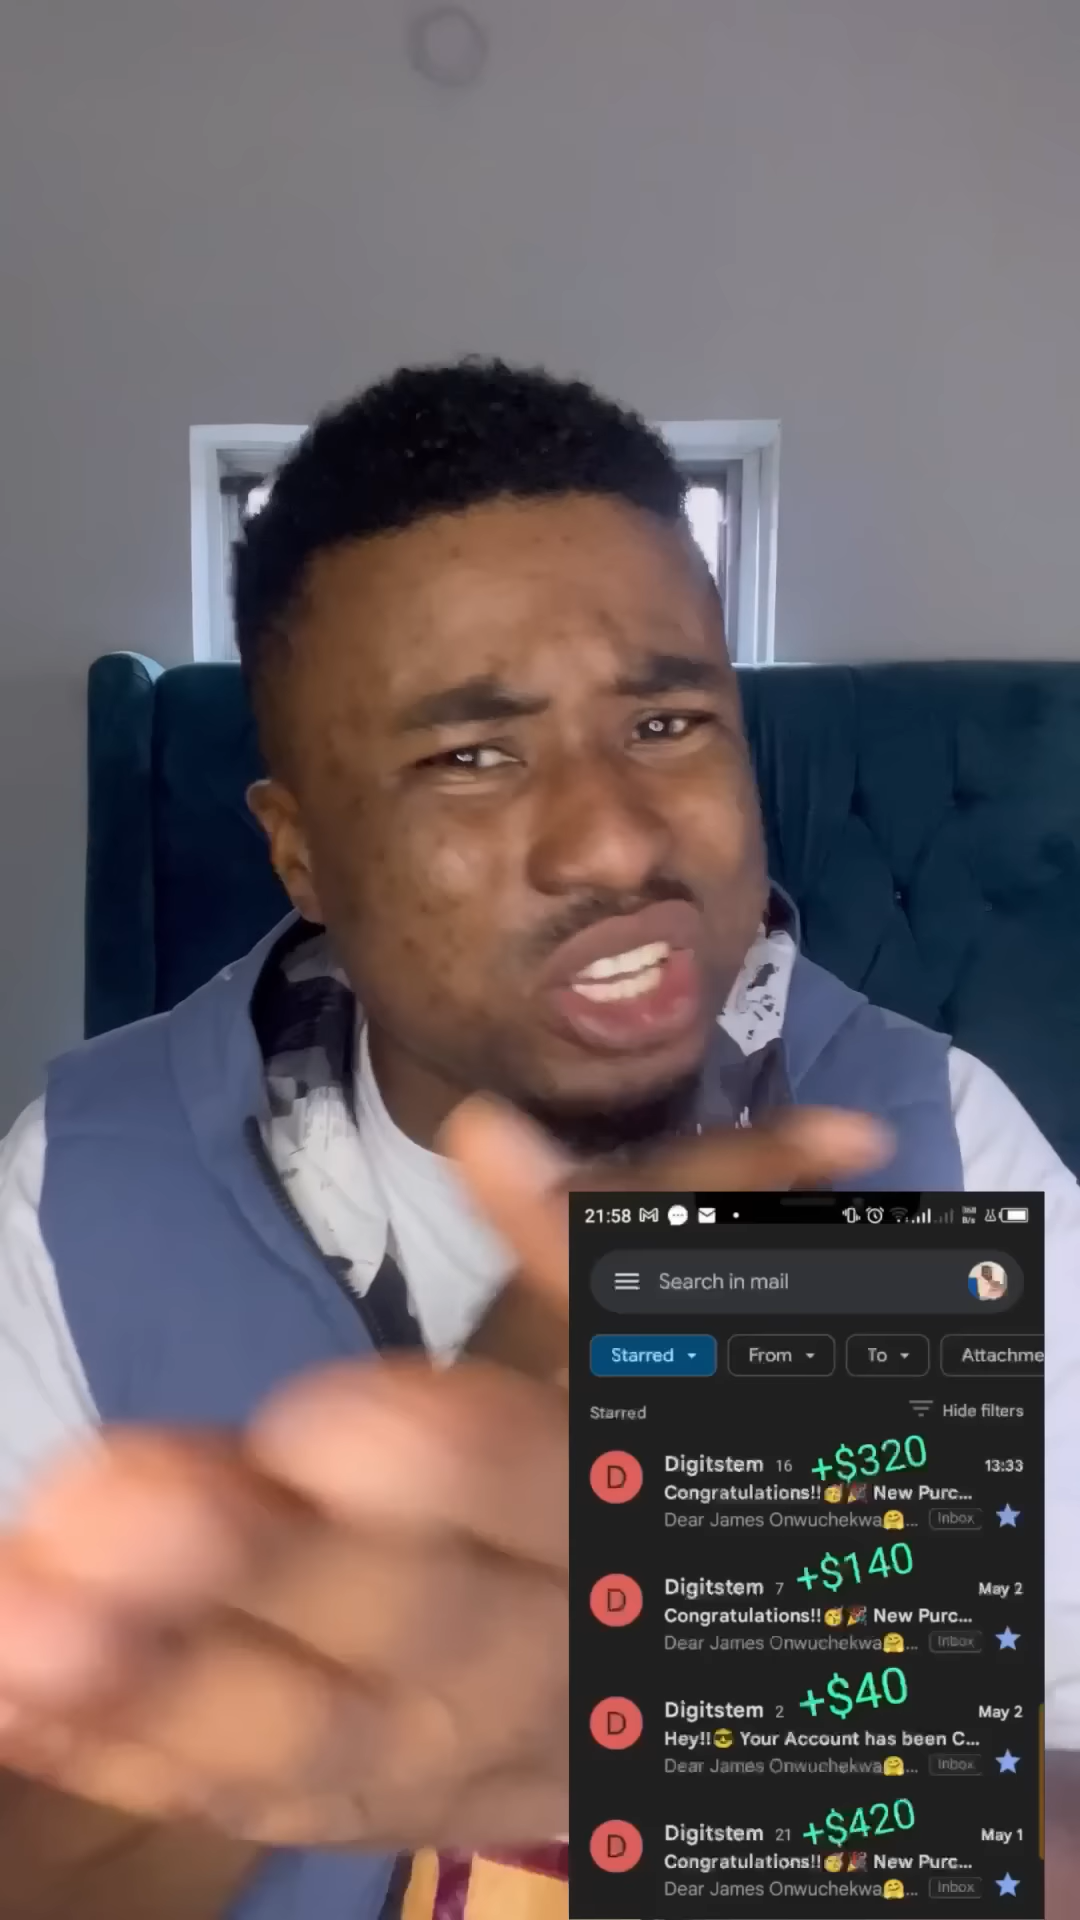 21:58
Search in mail
Starred From To Attachme
Starred Hide filters
D Digitstem 16 +$320 13:33
Congratulations!!🥳🎉 New Purc...
Dear James Onwuchekwa🤗... Inbox
D Digitstem 7 +$140 May 2
Congratulations!!🥳🎉 New Purc...
Dear James Onwuchekwa🤗... Inbox
D Digitstem 2 +$40 May 2
Hey!!😎 Your Account has been C...
Dear James Onwuchekwa🤗... Inbox
D Digitstem 21 +$420 May 1
Congratulations!!🥳🎉 New Purc...
Dear James Onwuchekwa🤗... Inbox